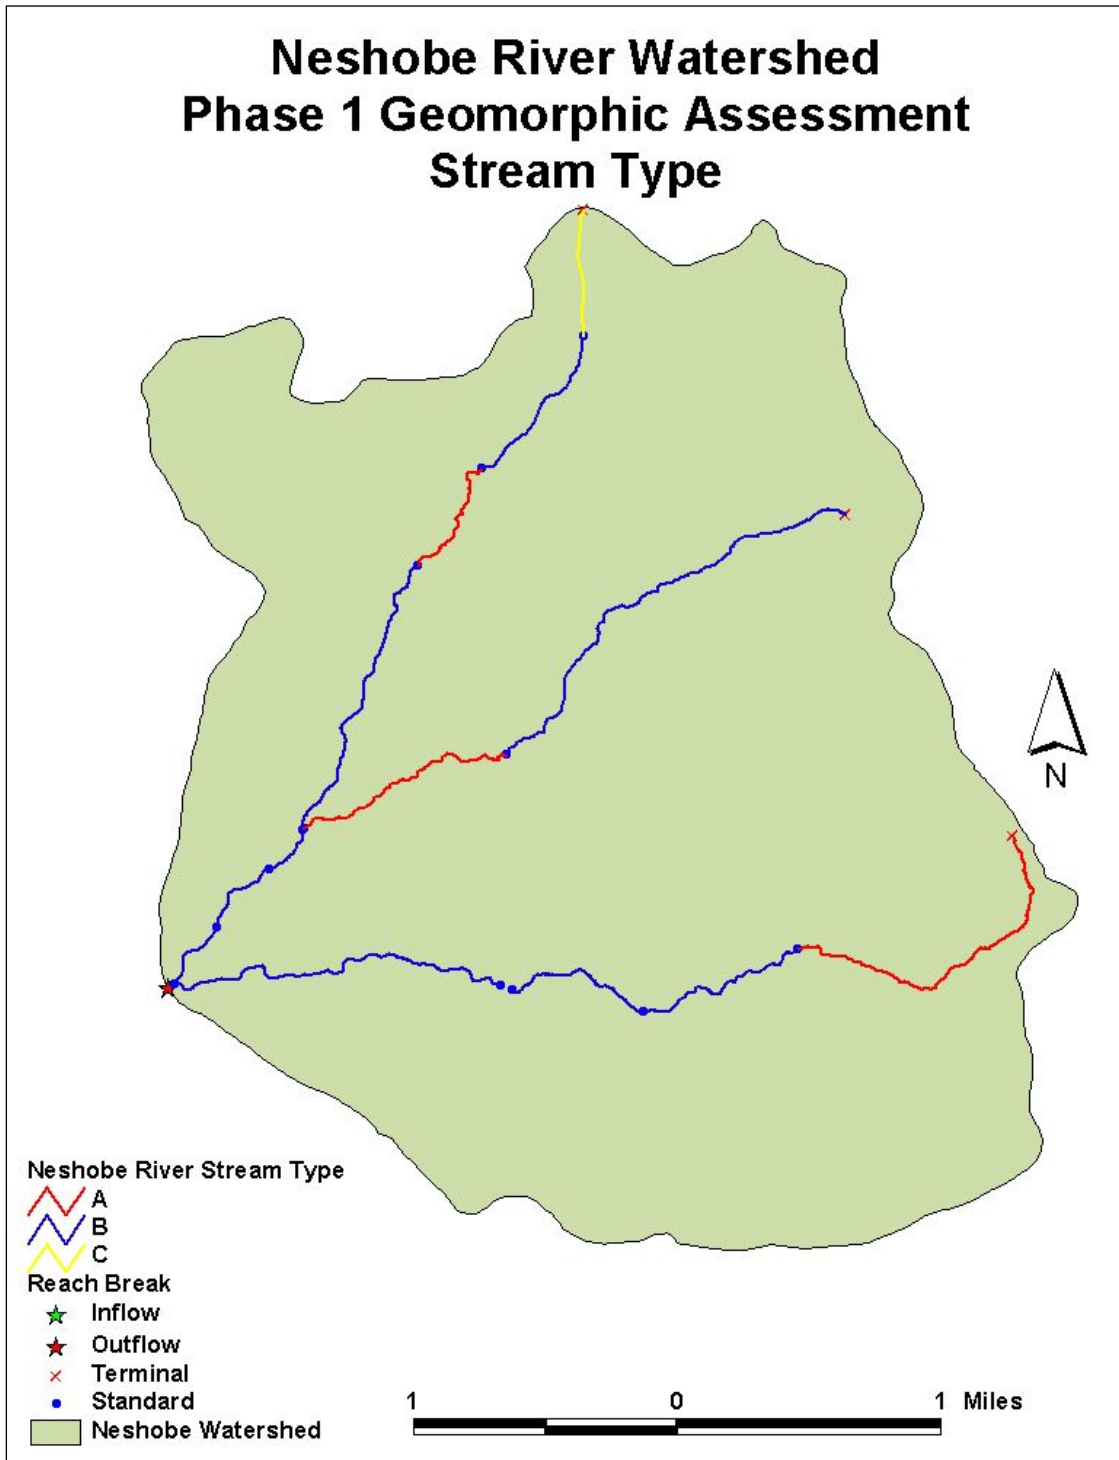 Neshobe River Watershed
Phase 1 Geomorphic Assessment
Stream Type
N
Neshobe River Stream Type
A
B
C
Reach Break
Inflow
Outflow
Terminal
Standard
Neshobe Watershed
1 0 1 Miles